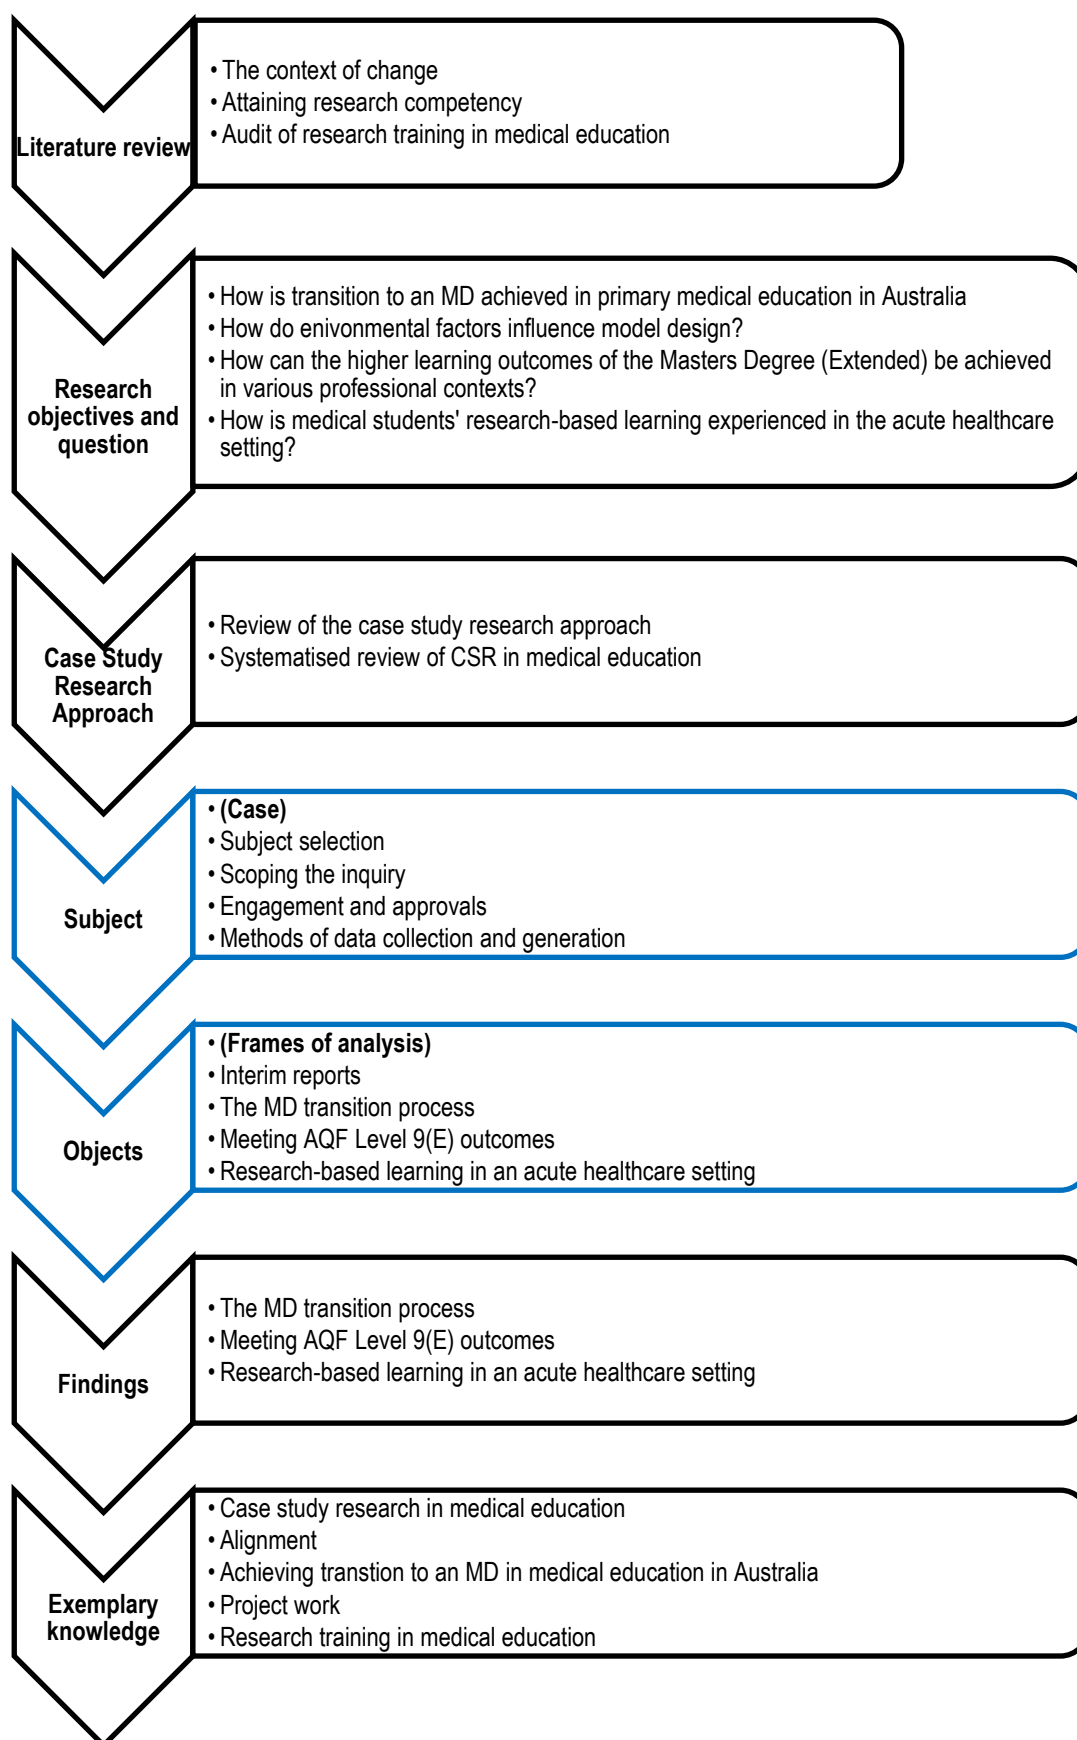 Literature review
• The context of change
• Attaining research competency
• Audit of research training in medical education
Research
objectives and
question
• How is transition to an MD achieved in primary medical education in Australia
• How do enivonmental factors influence model design?
• How can the higher learning outcomes of the Masters Degree (Extended) be achieved
in various professional contexts?
• How is medical students' research-based learning experienced in the acute healthcare
setting?
Case Study
Research
Approach
• Review of the case study research approach
• Systematised review of CSR in medical education
Subject
• (Case)
• Subject selection
• Scoping the inquiry
• Engagement and approvals
• Methods of data collection and generation
Objects
• (Frames of analysis)
• Interim reports
• The MD transition process
• Meeting AQF Level 9(E) outcomes
• Research-based learning in an acute healthcare setting
Findings
• The MD transition process
• Meeting AQF Level 9(E) outcomes
• Research-based learning in an acute healthcare setting
Exemplary
knowledge
• Case study research in medical education
• Alignment
• Achieving transtion to an MD in medical education in Australia
• Project work
• Research training in medical education